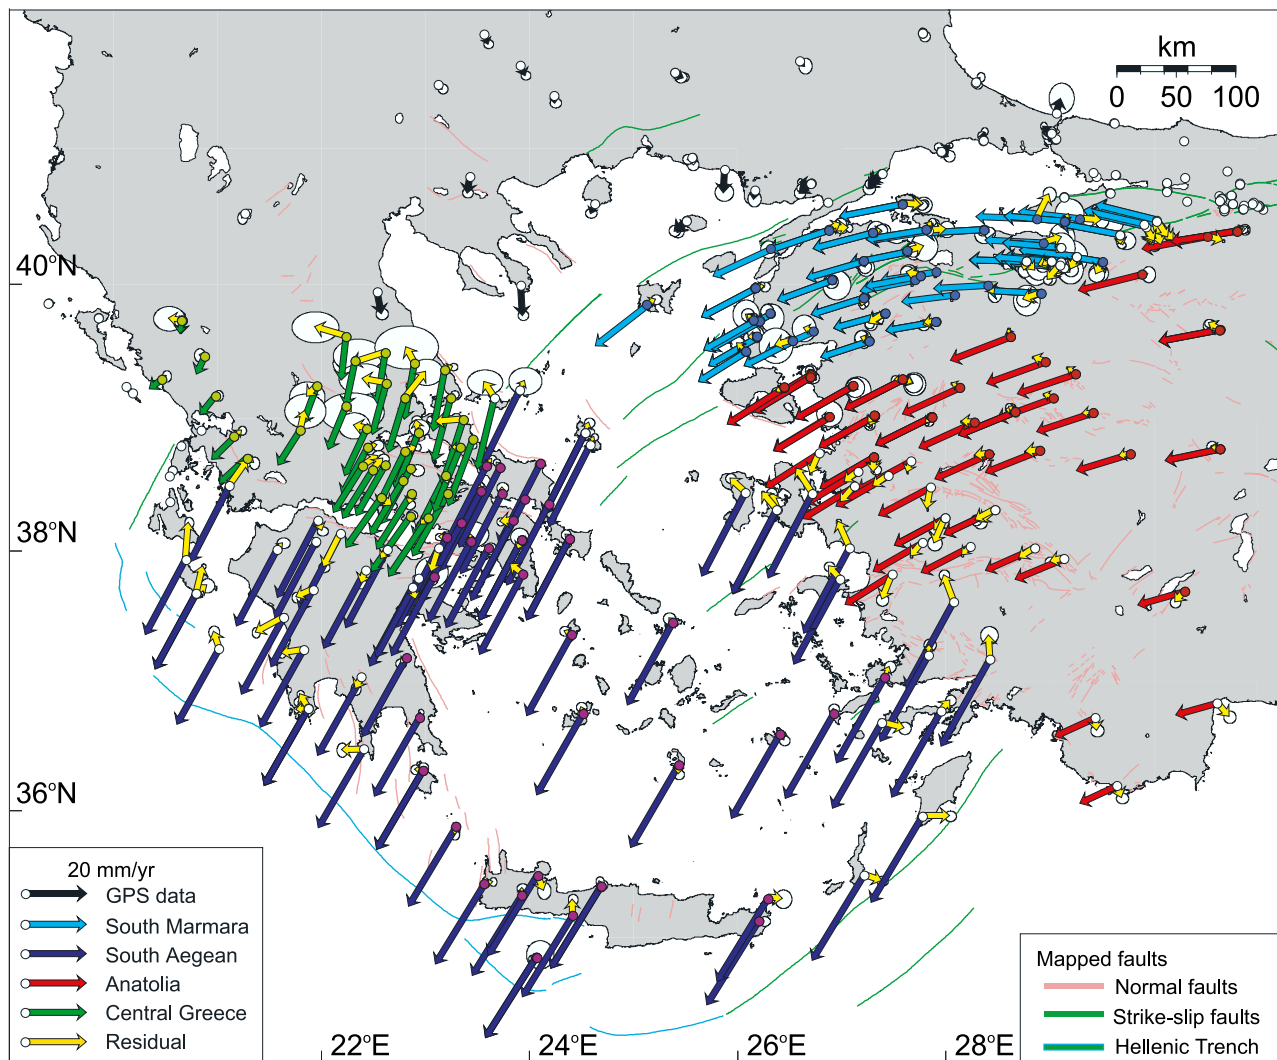 km
0 50 100
40°N
38°N
36°N
22°E 24°E 26°E 28°E
20 mm/yr
GPS data
South Marmara
South Aegean
Anatolia
Central Greece
Residual
Mapped faults
Normal faults
Strike-slip faults
Hellenic Trench